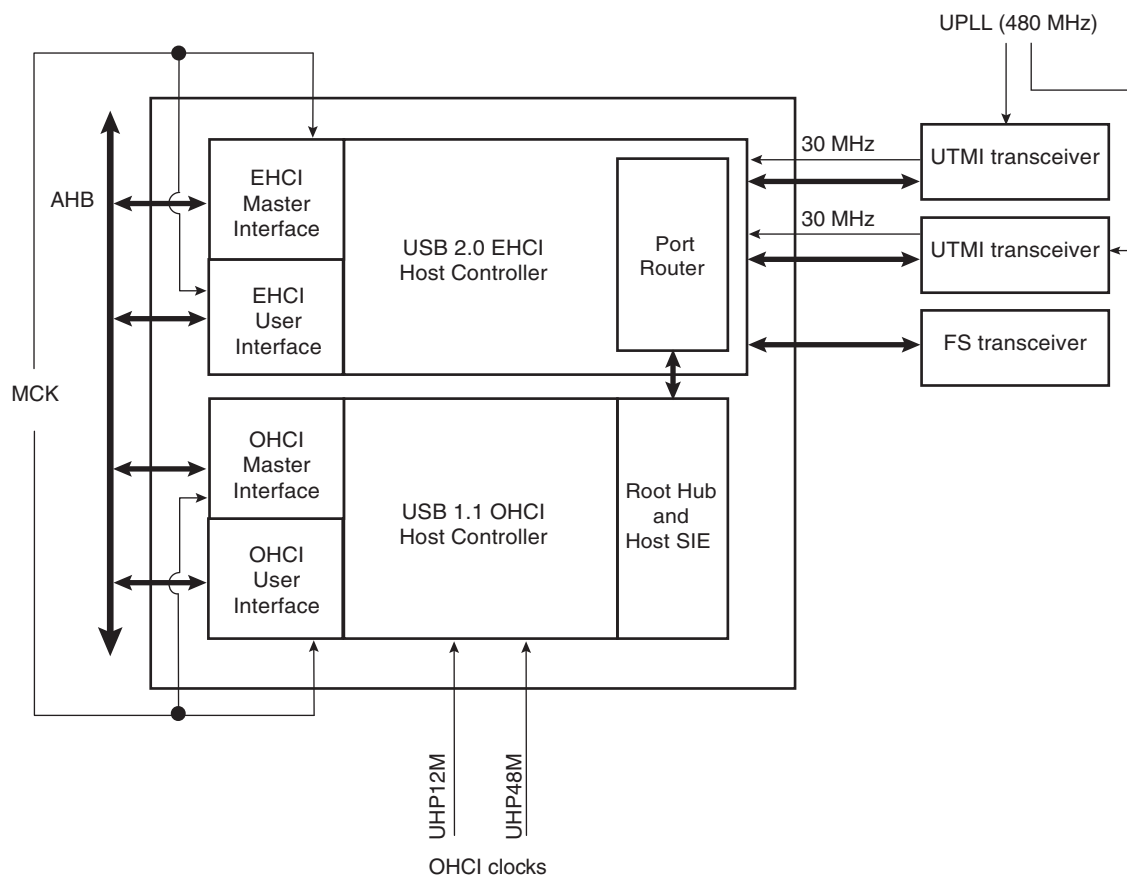 UPLL (480 MHz)
EHCI
Master
Interface
AHB
USB 2.0 EHCI
Host Controller
Port
Router
30 MHz
UTMI transceiver
30 MHz
UTMI transceiver
EHCI
User
Interface
FS transceiver
MCK
OHCI
Master
Interface
USB 1.1 OHCI
Host Controller
Root Hub
and
Host SIE
OHCI
User
Interface
UHP12M
UHP48M
OHCI clocks